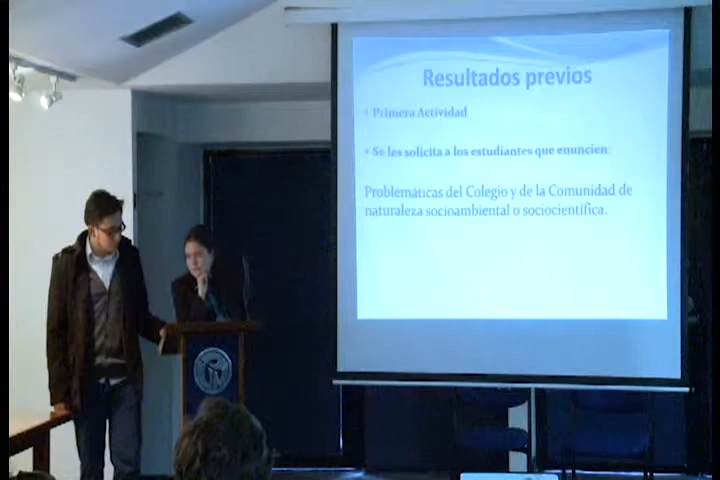 Resultados previos
Primera Actividad
Se les solicita a los estudiantes que enuncien:
Problemáticas del Colegio y de la Comunidad de
naturaleza socioambiental o sociocientífica.